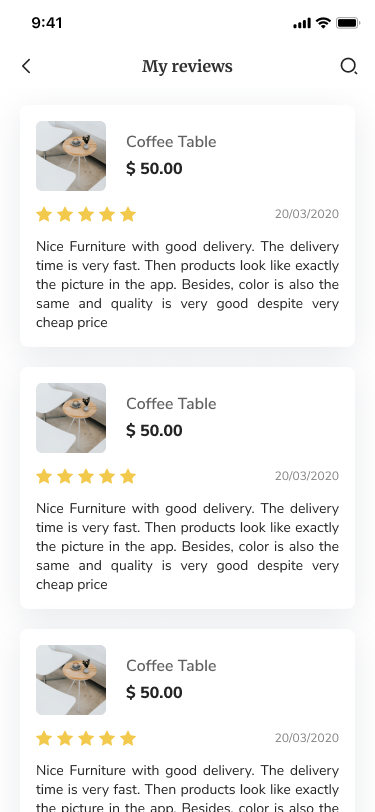 9:41
My reviews
Coffee Table
$ 50.00
20/03/2020
Nice Furniture with good delivery. The delivery
time is very fast. Then products look like exactly
the picture in the app. Besides, color is also the
same and quality is very good despite very
cheap price
Coffee Table
$ 50.00
20/03/2020
Nice Furniture with good delivery. The delivery
time is very fast. Then products look like exactly
the picture in the app. Besides, color is also the
same and quality is very good despite very
cheap price
Coffee Table
$ 50.00
20/03/2020
Nice Furniture with good delivery. The delivery
time is very fast. Then products look like exactly
the picture in the app. Besides, color is also the